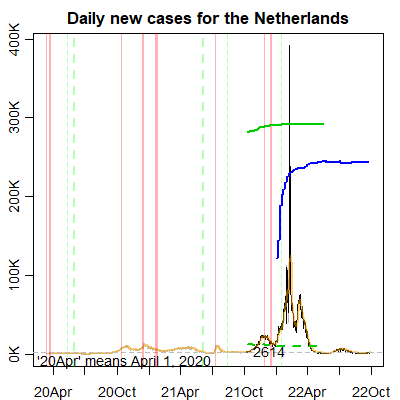 Daily new cases for the Netherlands
400K
300K
200K
100K
0K
2614
'20Apr' means April 1, 2020
20Apr 20Oct 21Apr 21Oct 22Apr 22Oct